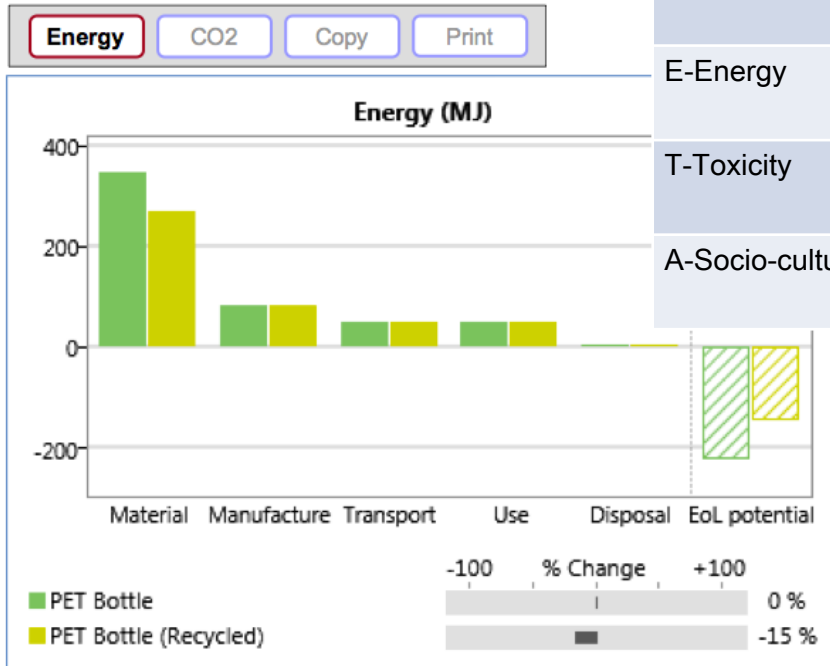 Energy CO2 Copy Print
E-Energy
T-Toxicity
A-Socio-cultu
Energy (MJ)
400
200
0
-200
Material Manufacture Transport Use Disposal EoL potential
-100 % Change +100
PET Bottle 0 %
PET Bottle (Recycled) -15 %